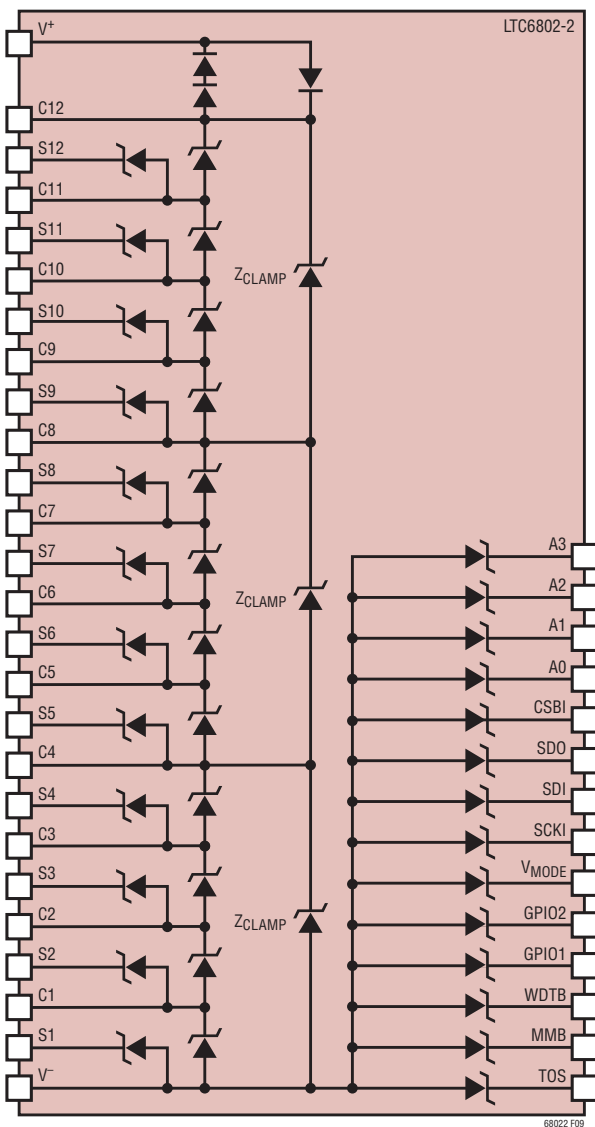 LTC6802-2
V+
C12
S12
C11
S11
C10
S10
C9
S9
C8
S8
C7
S7
C6
S6
C5
S5
C4
S4
C3
S3
C2
S2
C1
S1
V−
ZCLAMP
ZCLAMP
ZCLAMP
A3
A2
A1
A0
CSBI
SDO
SDI
SCKI
VMODE
GPIO2
GPIO1
WDTB
MMB
TOS
68022 F09